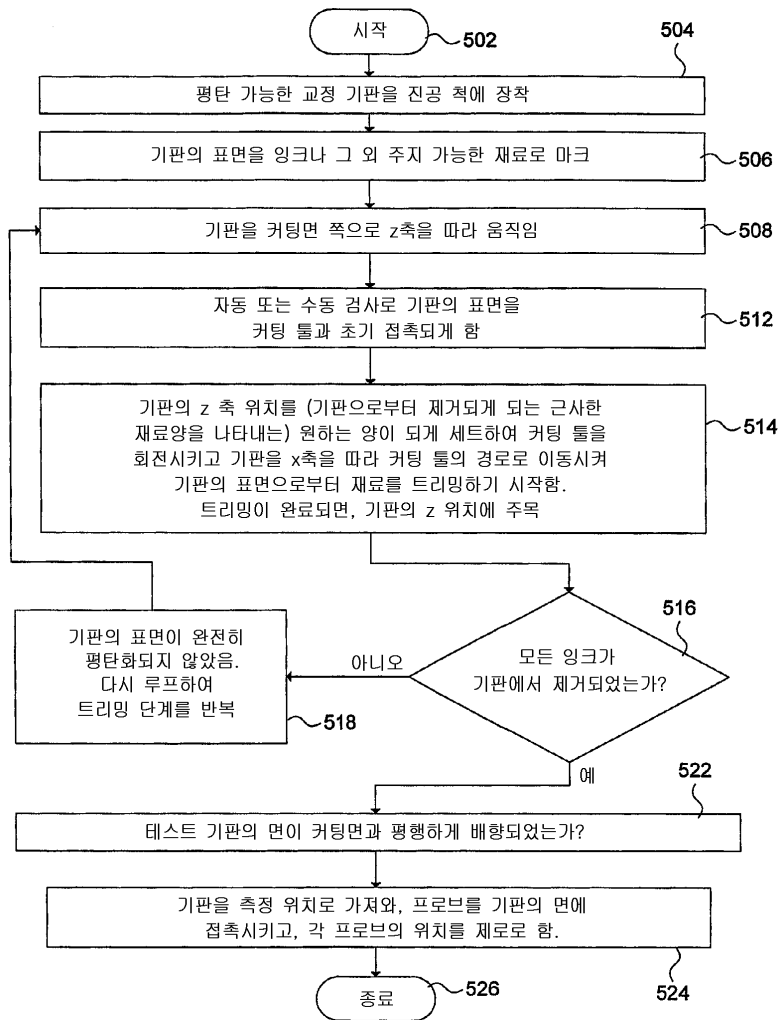 시작
502
504
평탄 가능한 교정 기판을 진공 척에 장착
기판의 표면을 잉크나 그 외 주지 가능한 재료로 마크
506
기판을 커팅면 쪽으로 z축을 따라 움직임
508
자동 또는 수동 검사로 기판의 표면을
커팅 툴과 초기 접촉되게 함
512
기판의 z 축 위치를 (기판으로부터 제거되게 되는 근사한
재료양을 나타내는) 원하는 양이 되게 세트하여 커팅 툴을
회전시키고 기판을 x축을 따라 커팅 툴의 경로로 이동시켜
기판의 표면으로부터 재료를 트리밍하기 시작함.
트리밍이 완료되면, 기판의 z 위치에 주목
514
516
모든 잉크가
기판에서 제거되었는가?
아니오
기판의 표면이 완전히
평탄화되지 않았음.
다시 루프하여
트리밍 단계를 반복
518
예
522
테스트 기판의 면이 커팅면과 평행하게 배향되었는가?
기판을 측정 위치로 가져와, 프로브를 기판의 면에
접촉시키고, 각 프로브의 위치를 제로로 함.
524
종료
526